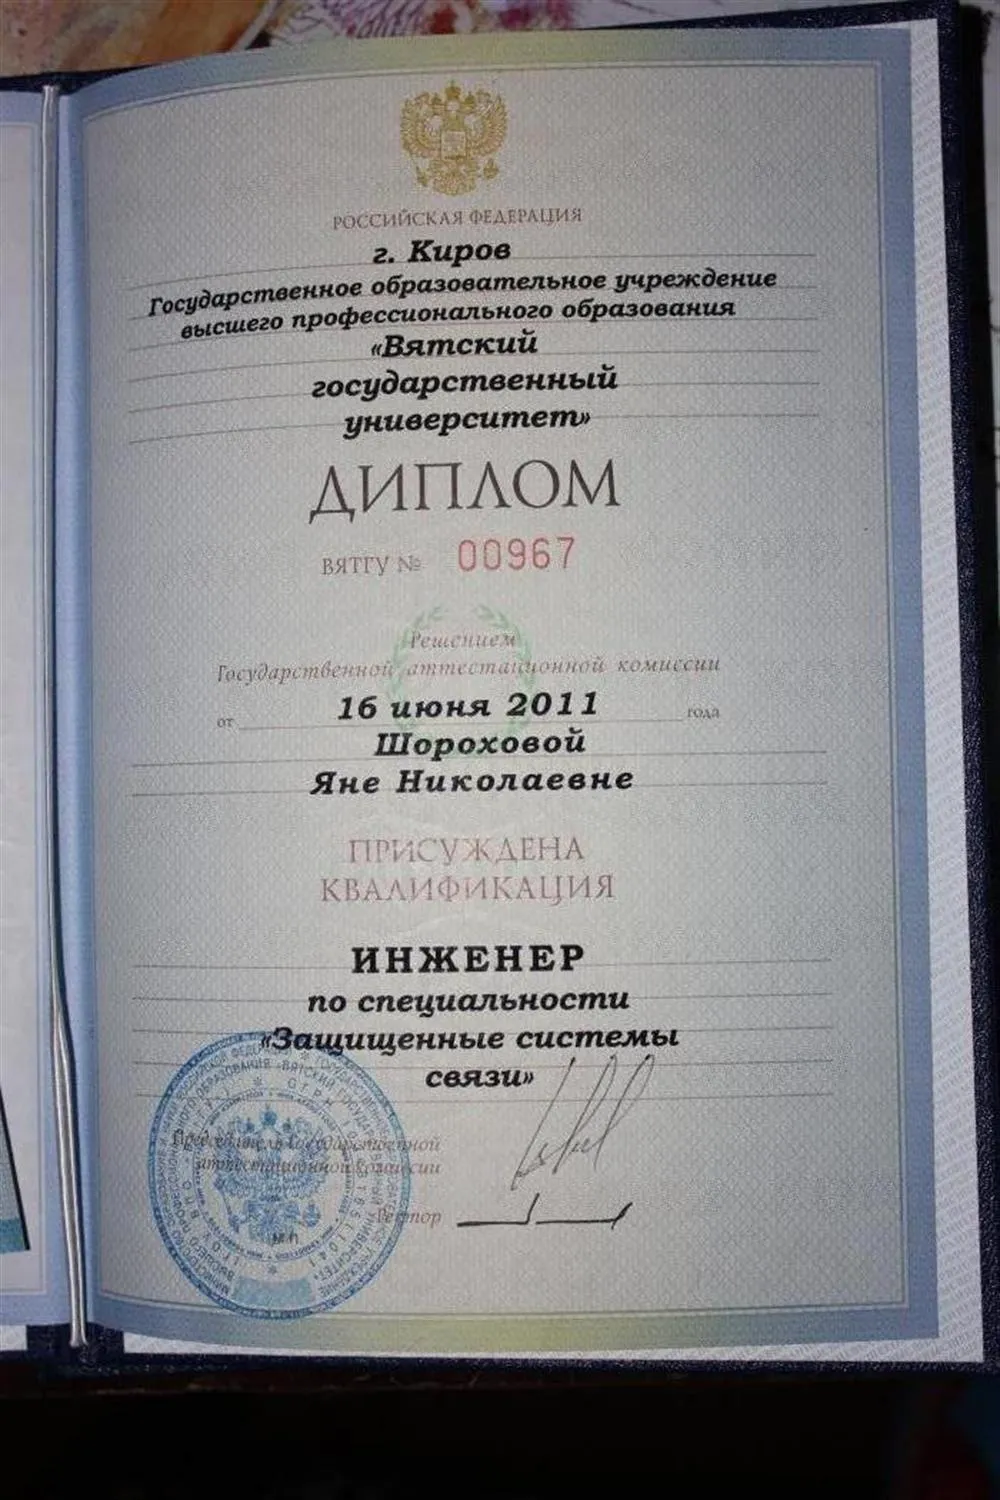 РОССИЙСКАЯ ФЕДЕРАЦИЯ
г. Киров
Государственное образовательное учреждение
высшего профессионального образования
«Вятский
государственный
университет»
ДИПЛОМ
ВЯТГУ № 00967
Решением
Государственной аттестационной комиссии
от 16 июня 2011 года
Шороховой
Яне Николаевне
ПРИСУЖДЕНА
КВАЛИФИКАЦИЯ
ИНЖЕНЕР
по специальности
«Защищенные системы
связи»
Председатель Государственной
аттестационной комиссии
Ректор
М.П.